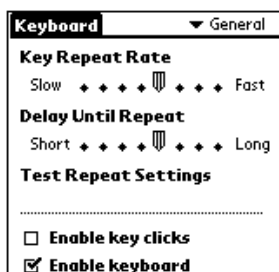 Keyboard General
Key Repeat Rate
Slow Fast
Delay Until Repeat
Short Long
Test Repeat Settings
Enable key clicks
Enable keyboard